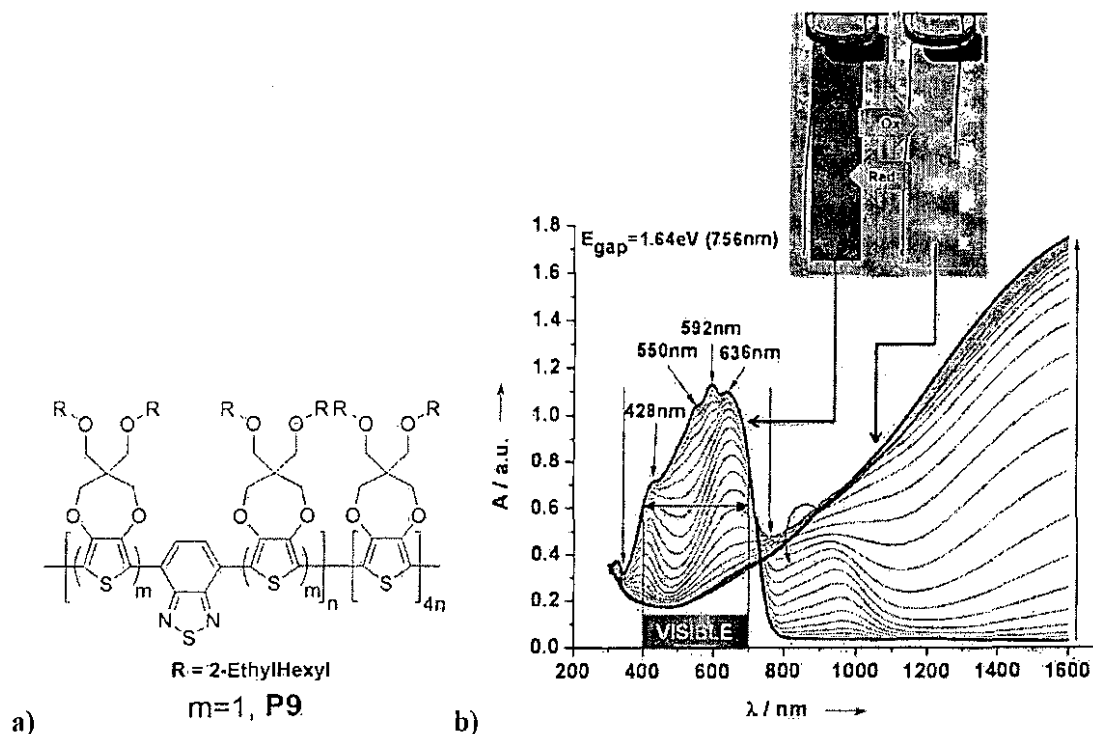 Ox
Red
E gap=1.64eV (756nm)
592nm
550nm
636nm
428nm
VISIBLE
A / a.u.
1.8
1.6
1.4
1.2
1.0
0.8
0.6
0.4
0.2
0.0
200
400
600
800
1000
1200
1400
1600
λ / nm
R
R
R
R
R
R
O
O
O
O
O
O
O
O
O
O
O
O
S
m
N
N
S
S
m
n
S
4n
R = 2-EthylHexyl
m=1, P9
a)
b)